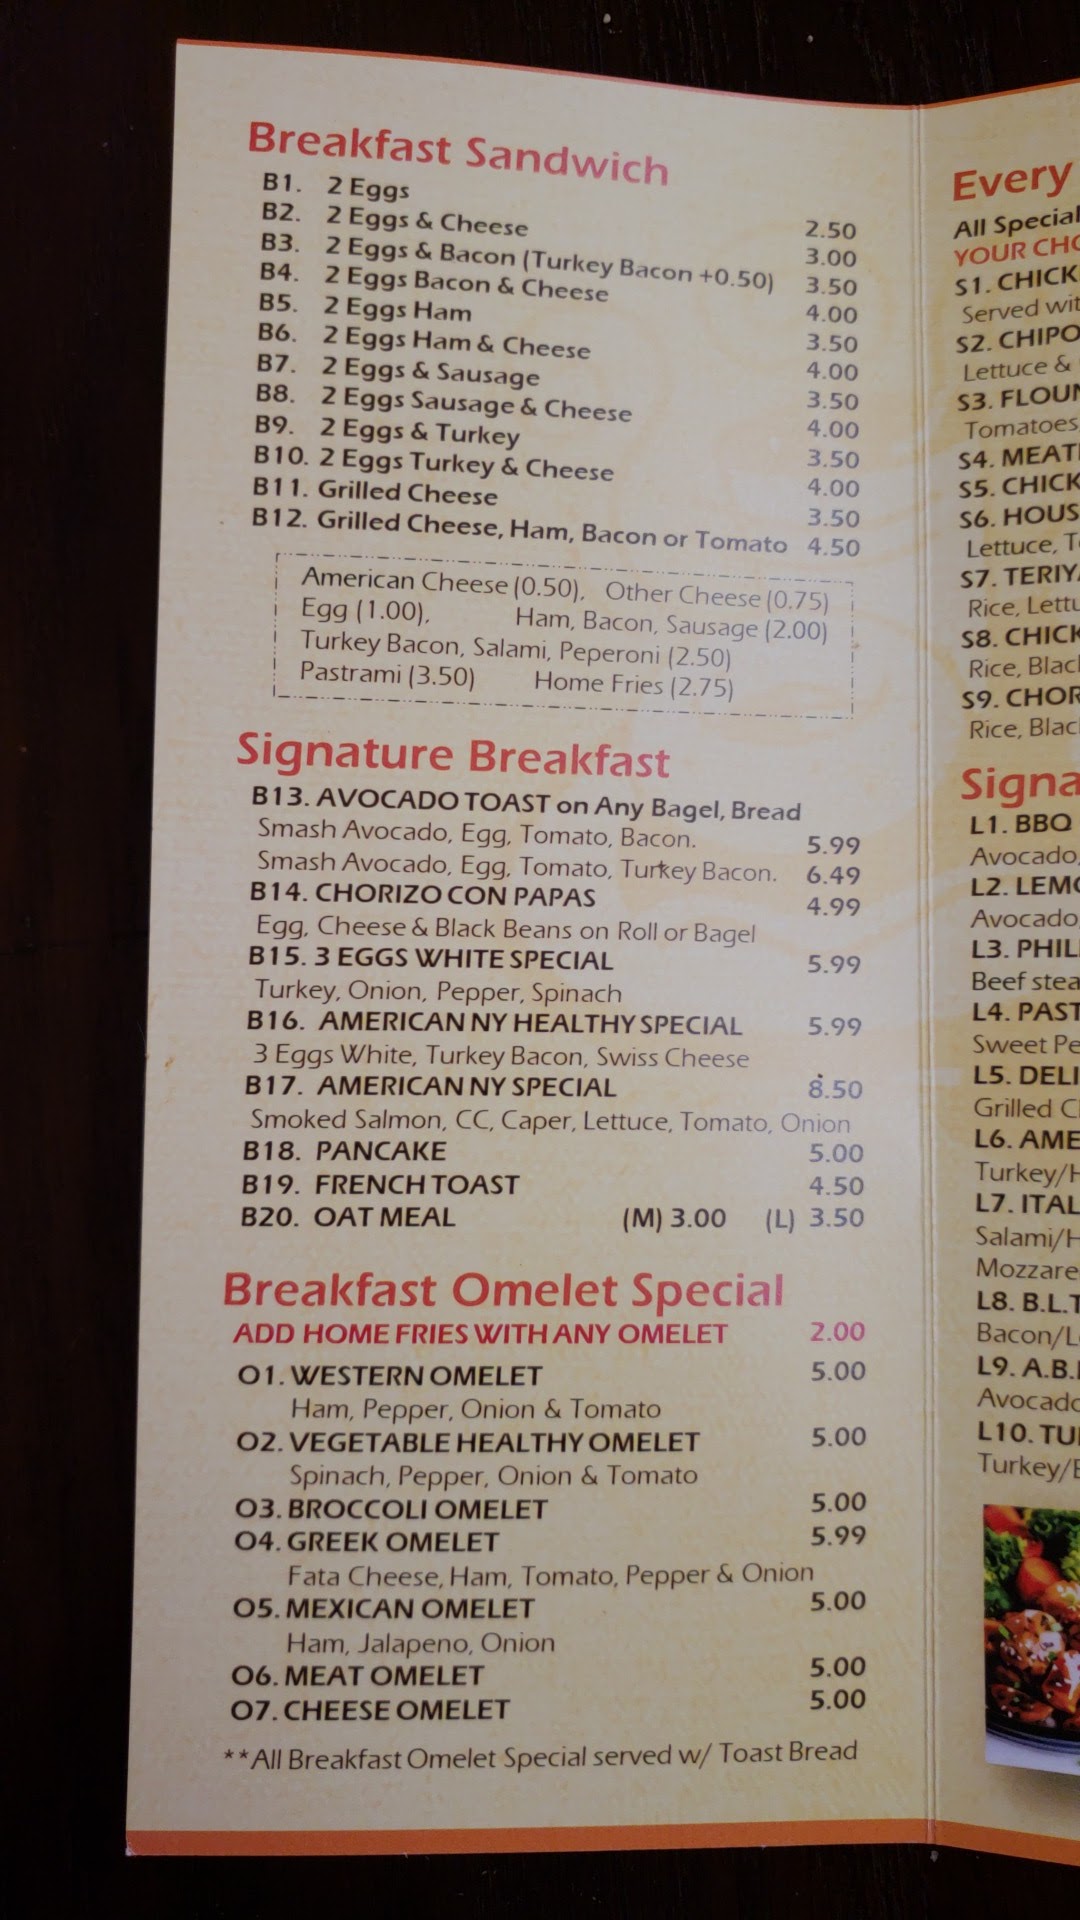 Breakfast Sandwich
B1. 2 Eggs 2.50
B2. 2 Eggs & Cheese 3.00
B3. 2 Eggs & Bacon (Turkey Bacon +0.50) 3.50
B4. 2 Eggs Bacon & Cheese 4.00
B5. 2 Eggs Ham 3.50
B6. 2 Eggs Ham & Cheese 4.00
B7. 2 Eggs & Sausage 3.50
B8. 2 Eggs Sausage & Cheese 4.00
B9. 2 Eggs & Turkey 3.50
B10. 2 Eggs Turkey & Cheese 4.00
B11. Grilled Cheese 3.50
B12. Grilled Cheese, Ham, Bacon or Tomato 4.50
American Cheese (0.50), Other Cheese (0.75)
Egg (1.00), Ham, Bacon, Sausage (2.00)
Turkey Bacon, Salami, Peperoni (2.50)
Pastrami (3.50) Home Fries (2.75)
Signature Breakfast
B13. AVOCADO TOAST on Any Bagel, Bread
Smash Avocado, Egg, Tomato, Bacon. 5.99
Smash Avocado, Egg, Tomato, Turkey Bacon. 6.49
B14. CHORIZO CON PAPAS 4.99
Egg, Cheese & Black Beans on Roll or Bagel
B15. 3 EGGS WHITE SPECIAL 5.99
Turkey, Onion, Pepper, Spinach
B16. AMERICAN NY HEALTHY SPECIAL 5.99
3 Eggs White, Turkey Bacon, Swiss Cheese
B17. AMERICAN NY SPECIAL 8.50
Smoked Salmon, CC, Caper, Lettuce, Tomato, Onion
B18. PANCAKE 5.00
B19. FRENCH TOAST 4.50
B20. OAT MEAL (M) 3.00 (L) 3.50
Breakfast Omelet Special
ADD HOME FRIES WITH ANY OMELET 2.00
O1. WESTERN OMELET 5.00
Ham, Pepper, Onion & Tomato
O2. VEGETABLE HEALTHY OMELET 5.00
Spinach, Pepper, Onion & Tomato
O3. BROCCOLI OMELET 5.00
O4. GREEK OMELET 5.99
Fata Cheese, Ham, Tomato, Pepper & Onion
O5. MEXICAN OMELET 5.00
Ham, Jalapeno, Onion
O6. MEAT OMELET 5.00
O7. CHEESE OMELET 5.00
**All Breakfast Omelet Special served w/ Toast Bread
Every
All Special
YOUR CHO
S1. CHICK
Served wit
S2. CHIPO
Lettuce &
S3. FLOUN
Tomatoes,
S4. MEAT
S5. CHICK
S6. HOUS
Lettuce, T
S7. TERIY
Rice, Lettu
S8. CHICK
Rice, Blac
S9. CHOR
Rice, Blac
Signa
L1. BBQ
Avocado,
L2. LEMO
Avocado
L3. PHIL
Beef stea
L4. PAST
Sweet Pe
L5. DELI
Grilled C
L6. AME
Turkey/H
L7. ITAL
Salami/H
Mozzare
L8. B.L.T
Bacon/L
L9. A.B.
Avocado
L10. TU
Turkey/B